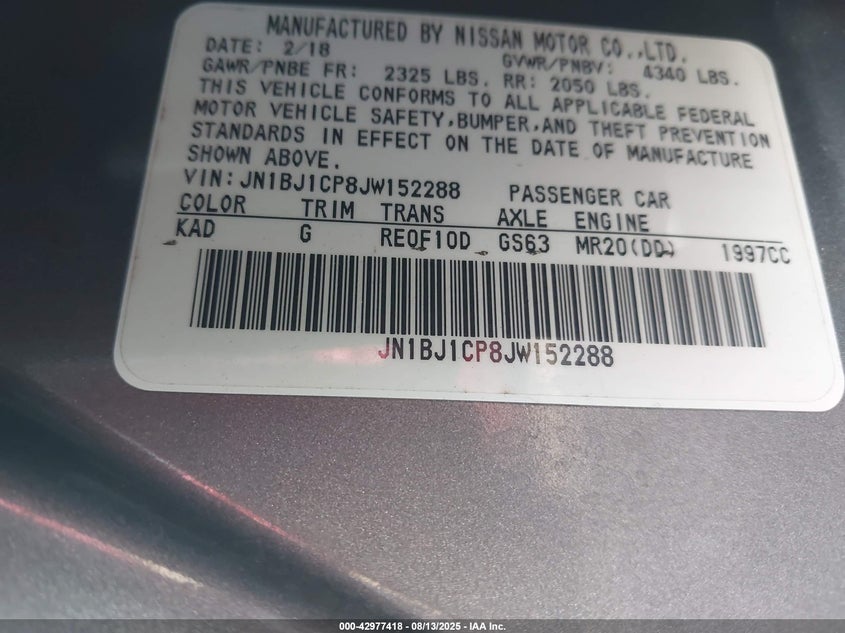 MANUFACTURED BY NISSAN MOTOR CO.,LTD.
DATE: 2/18 GVWR/PNBV: 4340 LBS.
GAWR/PNBE FR: 2325 LBS. RR: 2050 LBS.
THIS VEHICLE CONFORMS TO ALL APPLICABLE FEDERAL
MOTOR VEHICLE SAFETY,BUMPER,AND THEFT PREVENTION
STANDARDS IN EFFECT ON THE DATE OF MANUFACTURE
SHOWN ABOVE.
VIN:JN1BJ1CP8JW152288 PASSENGER CAR
COLOR TRIM TRANS AXLE ENGINE
KAD G RE0F10D GS63 MR20(DD) 1997CC
JN1BJ1CP8JW152288
000-42977418 - 08/13/2025 - IAA Inc.